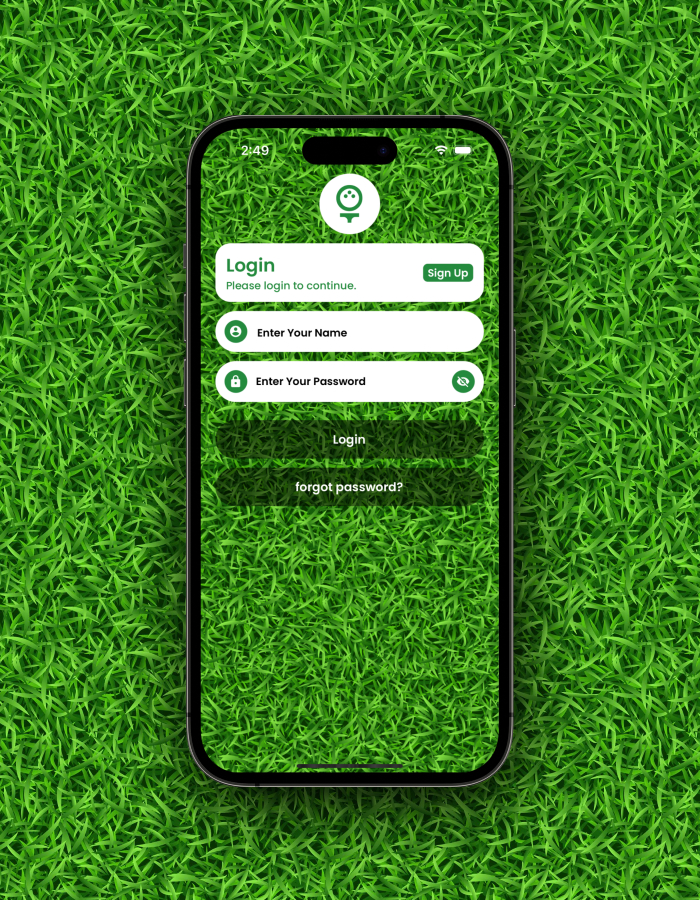 2:49
Login
Please login to continue.
Sign Up
Enter Your Name
Enter Your Password
Login
forgot password?